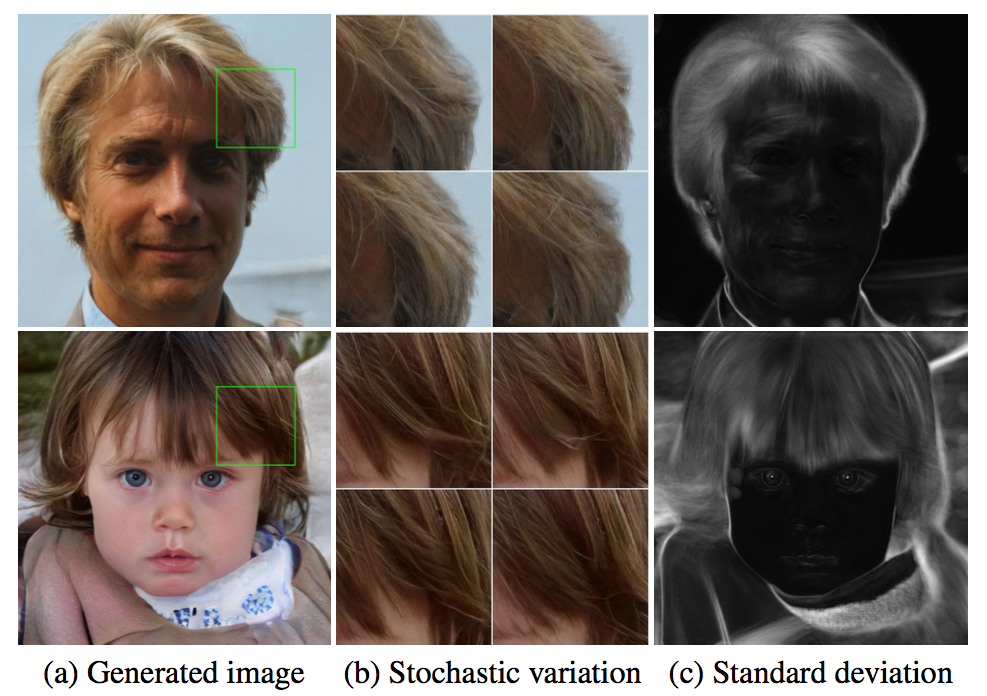 (a) Generated image (b) Stochastic variation (c) Standard deviation